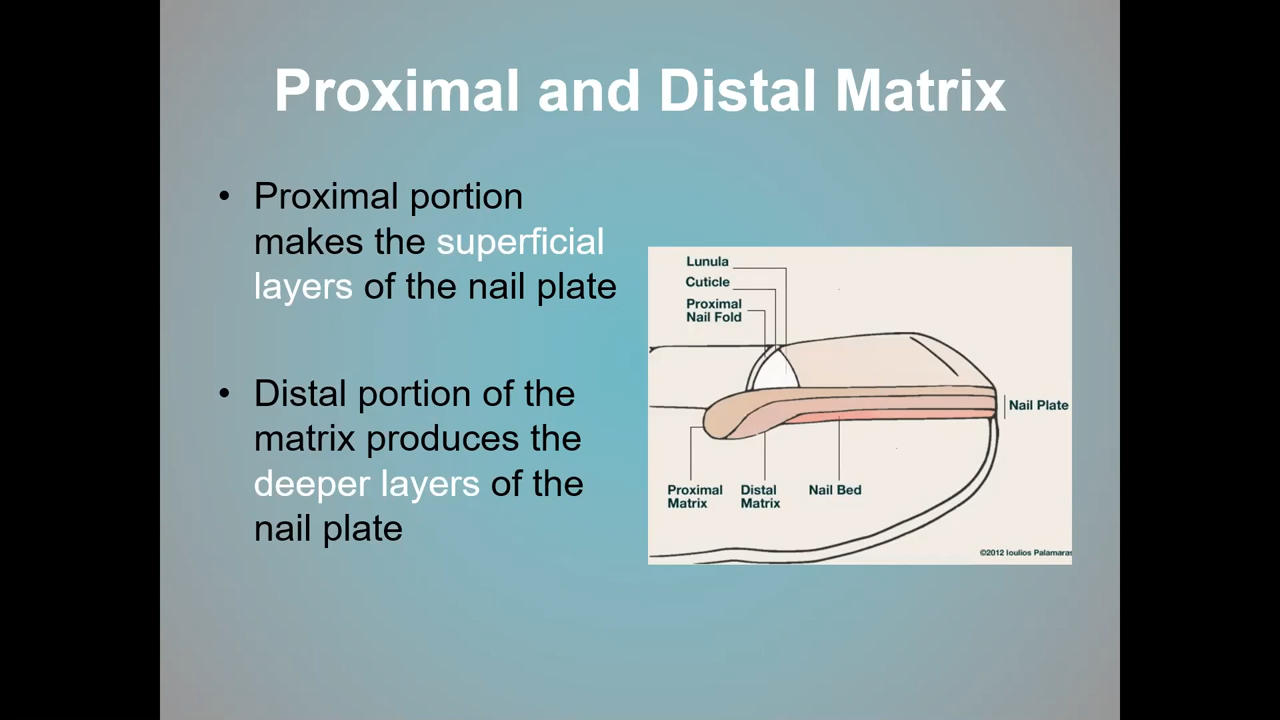 Proximal and Distal Matrix
• Proximal portion
makes the superficial
layers of the nail plate
• Distal portion of the
matrix produces the
deeper layers of the
nail plate
Lunula
Cuticle
Proximal
Nail Fold
Nail Plate
Proximal
Matrix
Distal
Matrix
Nail Bed
©2012 Ioulios Palamaras